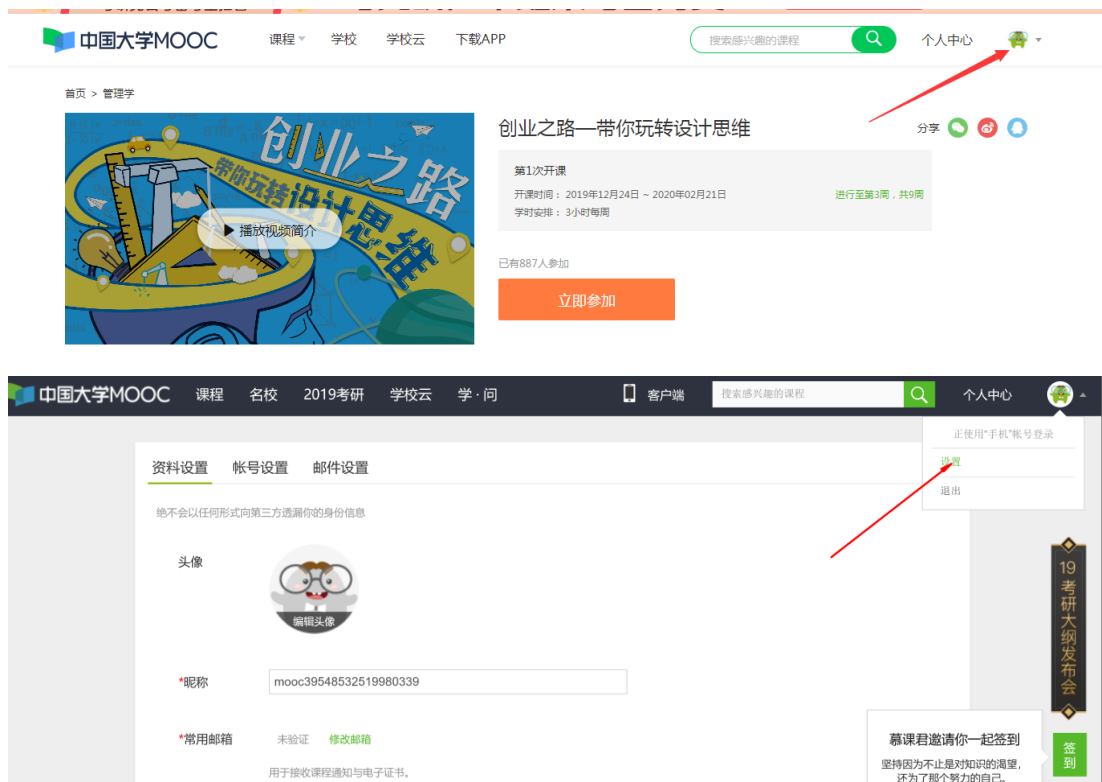 中国大学MOOC 课程 学校 学校云 下载APP 搜索感兴趣的课程 个人中心
首页 > 管理学
创业之路
带你玩转设计思维
播放视频简介
创业之路—带你玩转设计思维
分享
第1次开课
开课时间： 2019年12月24日 ~ 2020年02月21日
进行至第3周，共9周
学时安排： 3小时每周
已有887人参加
立即参加
中国大学MOOC 课程 名校 2019考研 学校云 学·问 客户端 搜索感兴趣的课程 个人中心
正使用“手机”帐号登录
设置
退出
资料设置 帐号设置 邮件设置
绝不会以任何形式向第三方透漏你的身份信息
头像
编辑头像
*昵称 mooc39548532519980339
*常用邮箱 未验证 修改邮箱
用于接收课程通知与电子证书。
19考研大纲发布会
慕课君邀请你一起签到
坚持因为不止是对知识的渴望，
还为了那个努力的自己。
签到